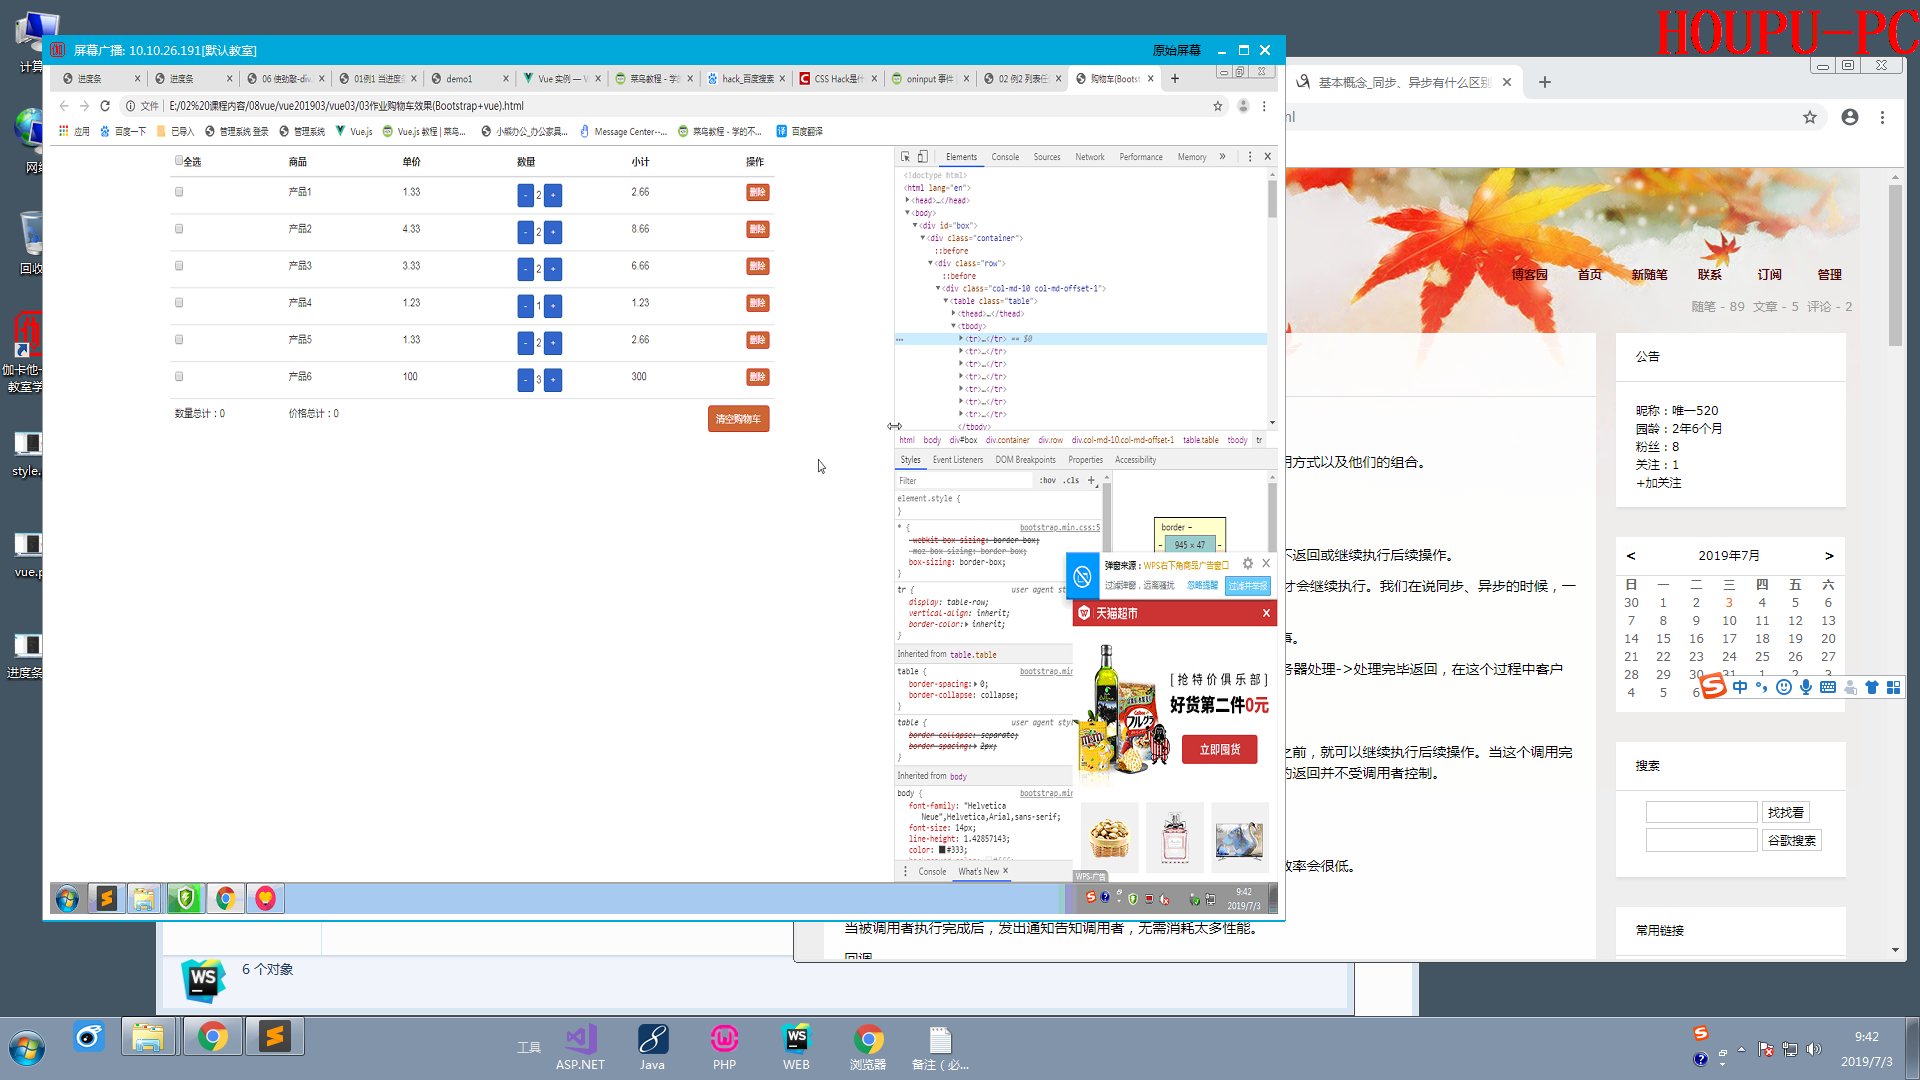 HOUPU-PC
屏幕广播: 10.10.26.191[默认教室]
原始屏幕
进度条
进度条
06 使劲敲-div
01例1 当进度
demo1
Vue 实例 — V
菜鸟教程 - 学
hack_百度搜索
CSS Hack是什
oninput 事件
02 例2 列表任
购物车(Bootst
基本概念_同步、异步有什么区别
文件
E:/02%20课程内容/08vue/vue201903/vue03/03作业购物车效果(Bootstrap+vue).html
应用
百度一下
已导入
管理系统 登录
管理系统
Vue.js
Vue.js 教程 | 菜鸟...
小熊办公_办公家具...
Message Center--...
菜鸟教程 - 学的不...
百度翻译
全选 商品 单价 数量 小计 操作
产品1 1.33 - 2 + 2.66 删除
产品2 4.33 - 2 + 8.66 删除
产品3 3.33 - 2 + 6.66 删除
产品4 1.23 - 1 + 1.23 删除
产品5 1.33 - 2 + 2.66 删除
产品6 100 - 3 + 300 删除
数量总计：0 价格总计：0 清空购物车
Elements Console Sources Network Performance Memory »
<!doctype html>
<html lang="en">
<head>…</head>
<body>
<div id="box">
<div class="container">
::before
<div class="row">
::before
<div class="col-md-10 col-md-offset-1">
<table class="table">
<thead>…</thead>
<tbody>
<tr>…</tr> == $0
<tr>…</tr>
<tr>…</tr>
<tr>…</tr>
<tr>…</tr>
<tr>…</tr>
<tr>…</tr>
</tbody>
html body div#box div.container div.row div.col-md-10.col-md-offset-1 table.table tbody tr
Styles Event Listeners DOM Breakpoints Properties Accessibility
Filter :hov .cls +
element.style {
}
* { bootstrap.min.css:5
-webkit-box-sizing: border-box;
-moz-box-sizing: border-box;
box-sizing: border-box;
}
tr { user agent sty
display: table-row;
vertical-align: inherit;
border-color: inherit;
}
Inherited from table.table
table { bootstrap.min
border-spacing: 0;
border-collapse: collapse;
}
table { user agent sty
border-collapse: separate;
border-spacing: 2px;
}
Inherited from body
body { bootstrap.min
font-family: "Helvetica
Neue",Helvetica,Arial,sans-serif;
font-size: 14px;
line-height: 1.42857143;
color: #333;
Console What's New
border –
945 × 47
弹窗来源：WPS右下角商品广告窗口
过滤弹窗，远离骚扰 忽略提醒 过滤并举报
天猫超市
[ 抢特价俱乐部 ]
好货第二件0元
立即囤货
WPS-广告
9:42
2019/7/3
博客园 首页 新随笔 联系 订阅 管理
随笔 - 89 文章 - 5 评论 - 2
公告
昵称：唯一520
园龄：2年6个月
粉丝：8
关注：1
+加关注
用方式以及他们的组合。
不返回或继续执行后续操作。
才会继续执行。我们在说同步、异步的时候，一
事。
务器处理->处理完毕返回，在这个过程中客户
之前，就可以继续执行后续操作。当这个调用完
的返回并不受调用者控制。
效率会很低。
当被调用者执行完成后，发出通知告知调用者，无需消耗太多性能。
回调
< 2019年7月 >
日 一 二 三 四 五 六
30 1 2 3 4 5 6
7 8 9 10 11 12 13
14 15 16 17 18 19 20
21 22 23 24 25 26 27
28 29 30 31 1 2 3
4 5 6
中
搜索
找找看
谷歌搜索
常用链接
计算
网络
回收
伽卡他卡
教室学
style.
vue.p
进度条
6 个对象
工具
ASP.NET
Java
PHP
WEB
浏览器
备注（必...
9:42
2019/7/3